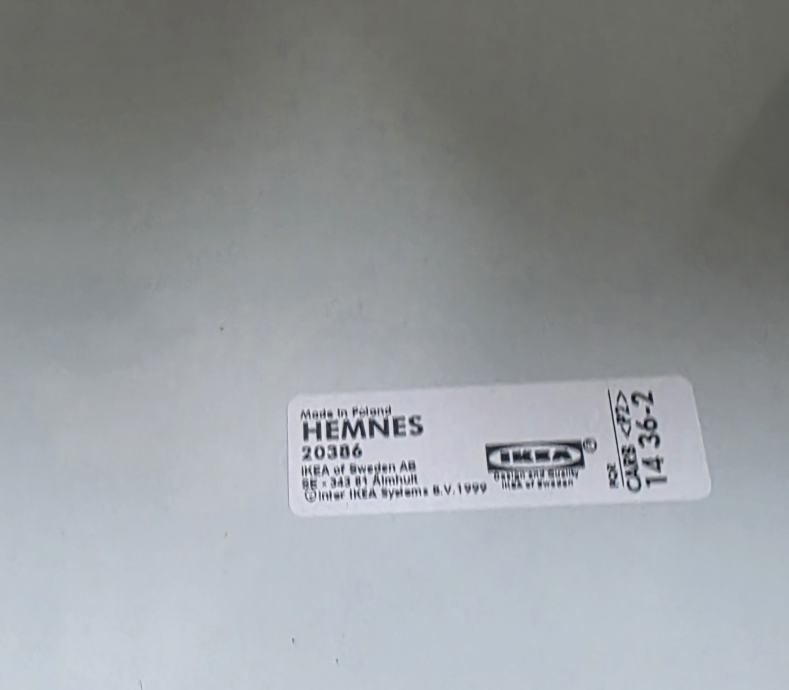 Made in Poland
HEMNES
20386
IKEA of Sweden AB
SE - 343 81 Älmhult
©Inter IKEA Systems B.V. 1999
IKEA®
Design and Quality
IKEA of Sweden
CARB <P2>
14 36-2